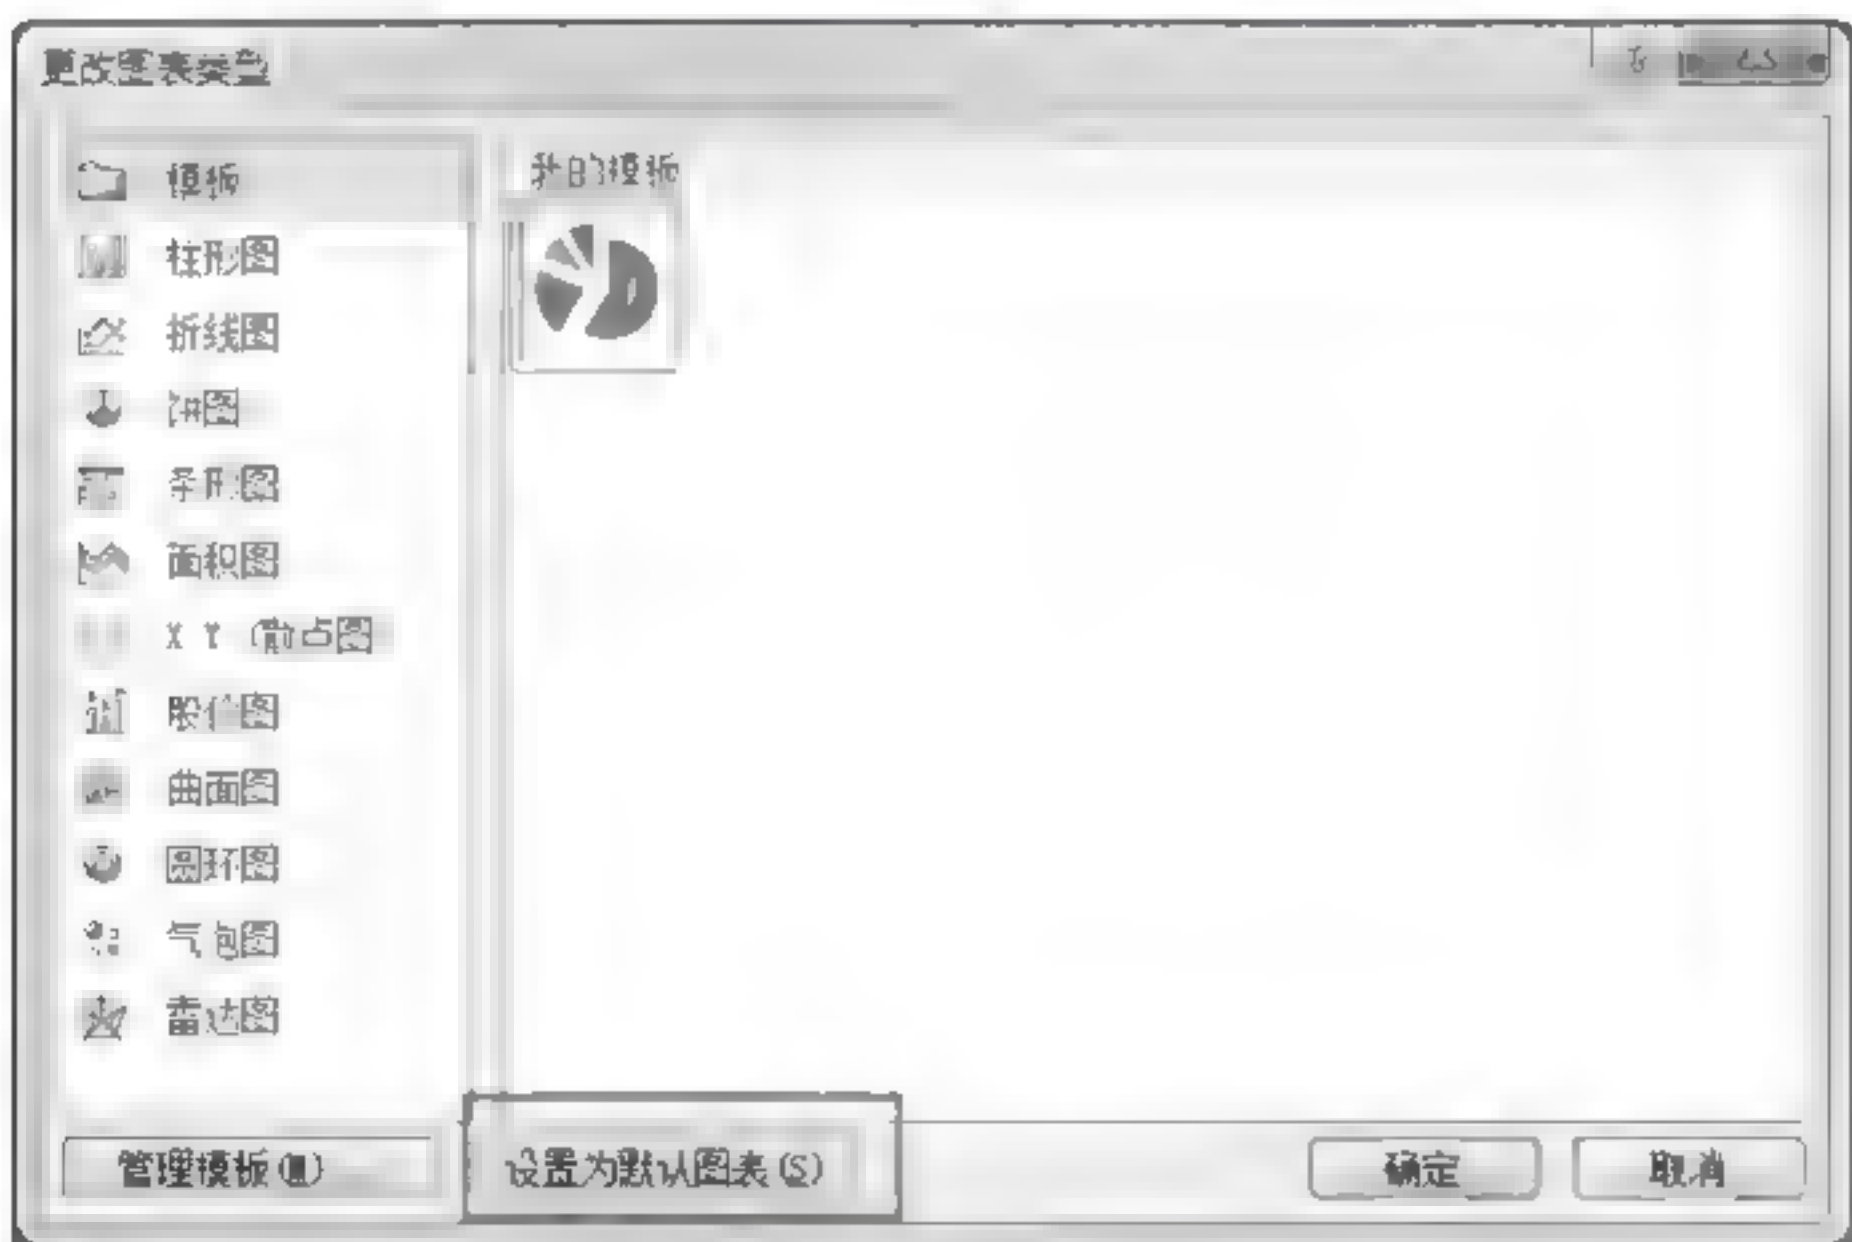 更改图表类型
模板
柱形图
折线图
饼图
条形图
面积图
X Y (散点图
股价图
曲面图
圆环图
气泡图
雷达图
我的模板
管理模板(M)
设置为默认图表(S)
确定
取消